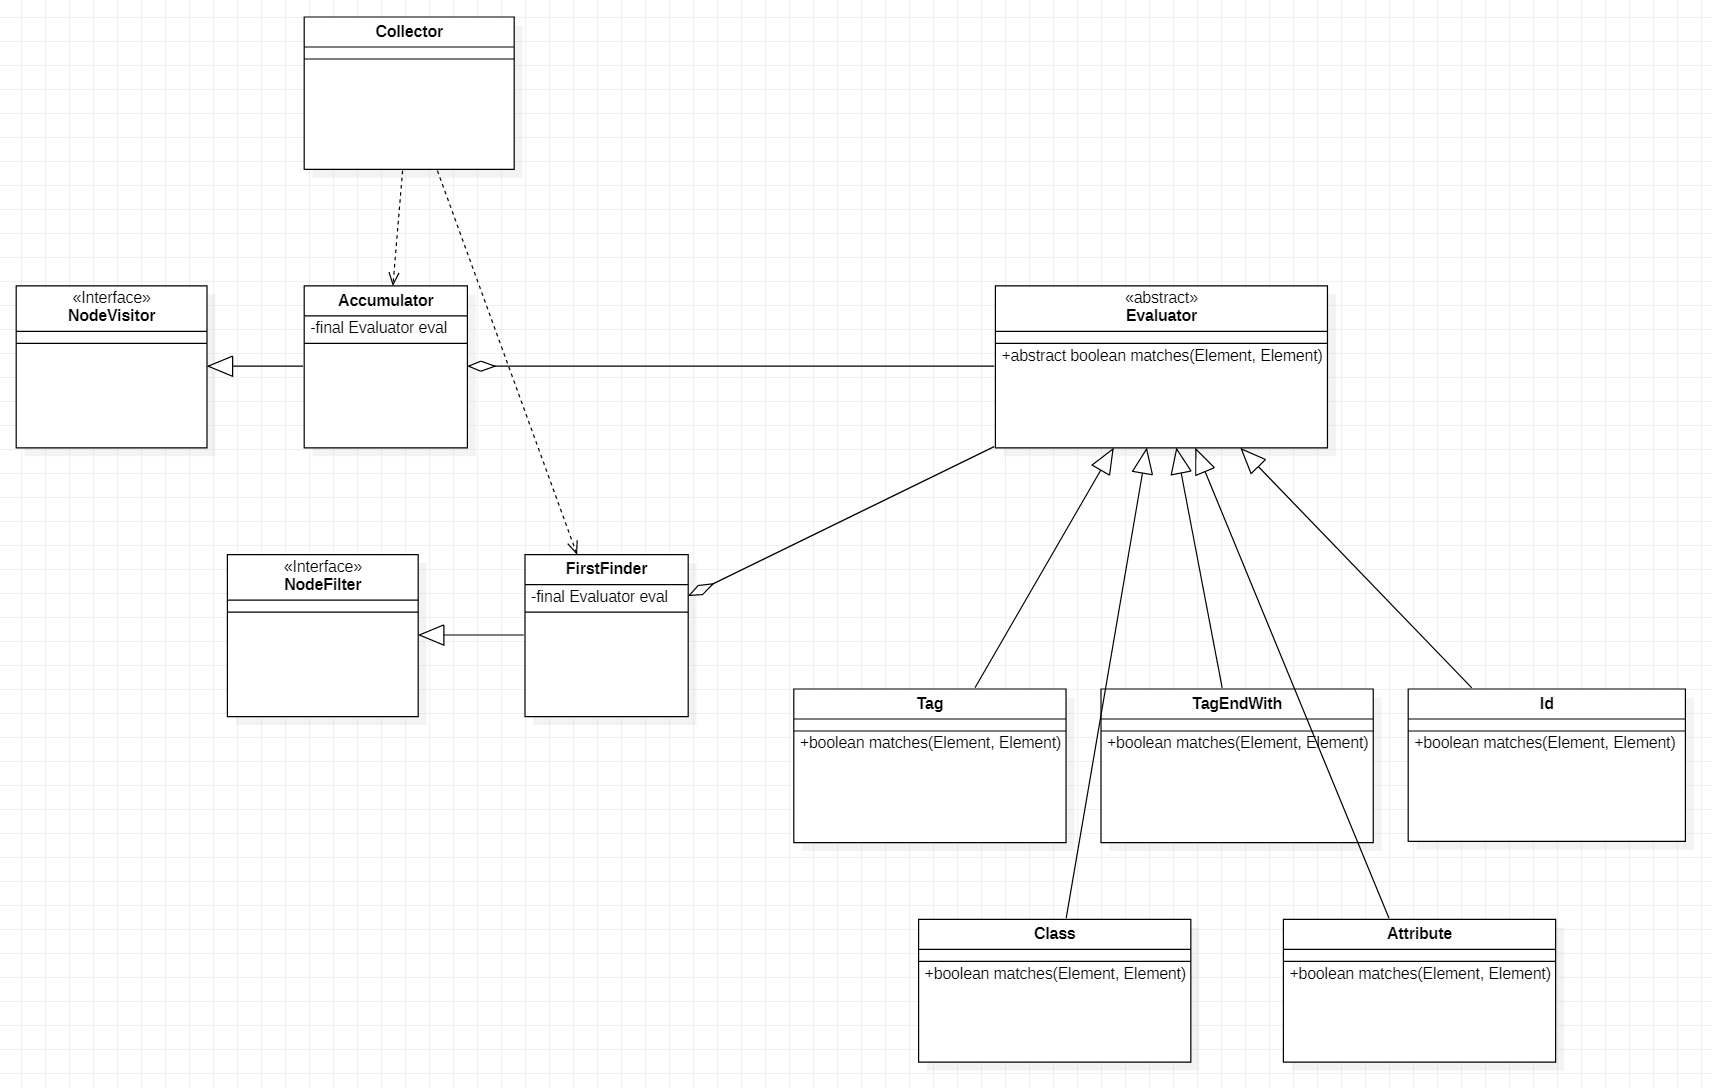 Collector
«Interface»
NodeVisitor
Accumulator
-final Evaluator eval
«abstract»
Evaluator
+abstract boolean matches(Element, Element)
«Interface»
NodeFilter
FirstFinder
-final Evaluator eval
Tag
+boolean matches(Element, Element)
TagEndWith
+boolean matches(Element, Element)
Id
+boolean matches(Element, Element)
Class
+boolean matches(Element, Element)
Attribute
+boolean matches(Element, Element)